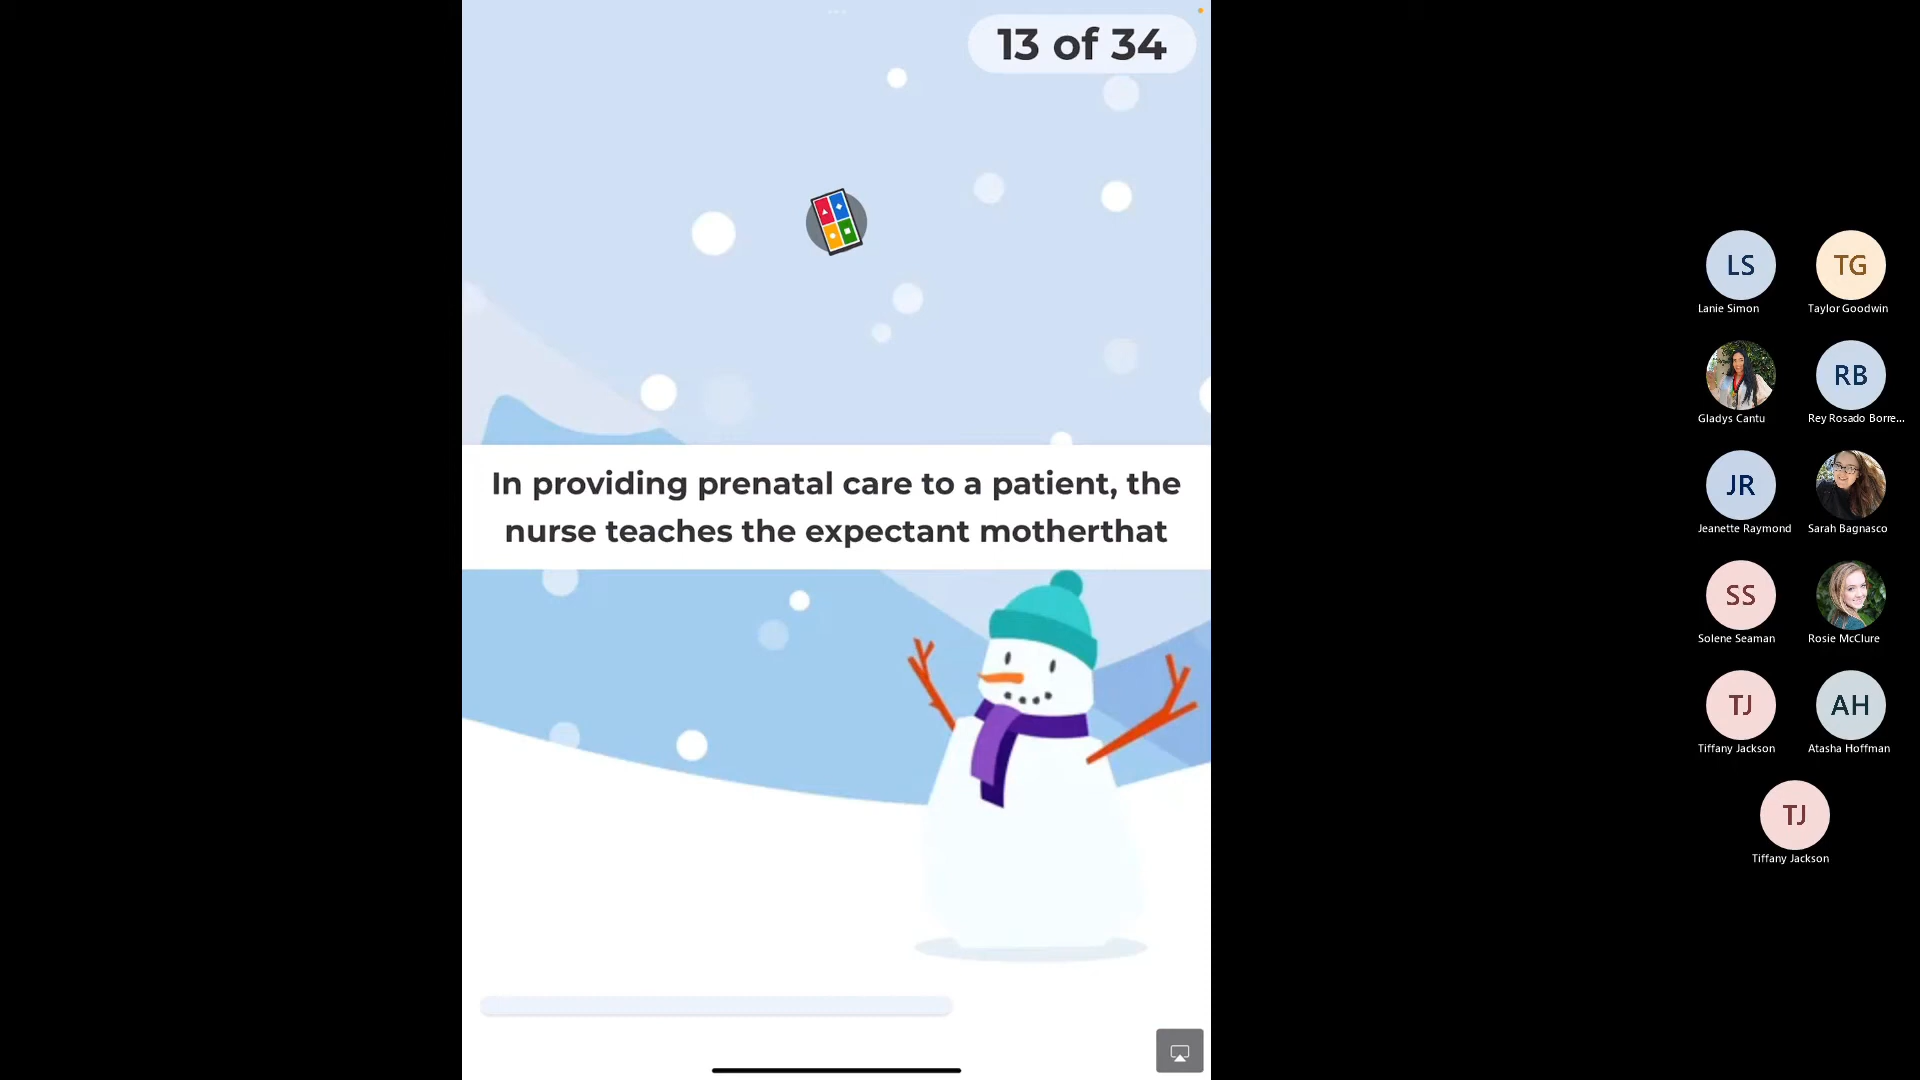 13 of 34
In providing prenatal care to a patient, the
nurse teaches the expectant motherthat
LS
TG
Lanie Simon
Taylor Goodwin
RB
Gladys Cantu
Rey Rosado Borre...
JR
Jeanette Raymond
Sarah Bagnasco
SS
Solene Seaman
Rosie McClure
TJ
AH
Tiffany Jackson
Atasha Hoffman
TJ
Tiffany Jackson